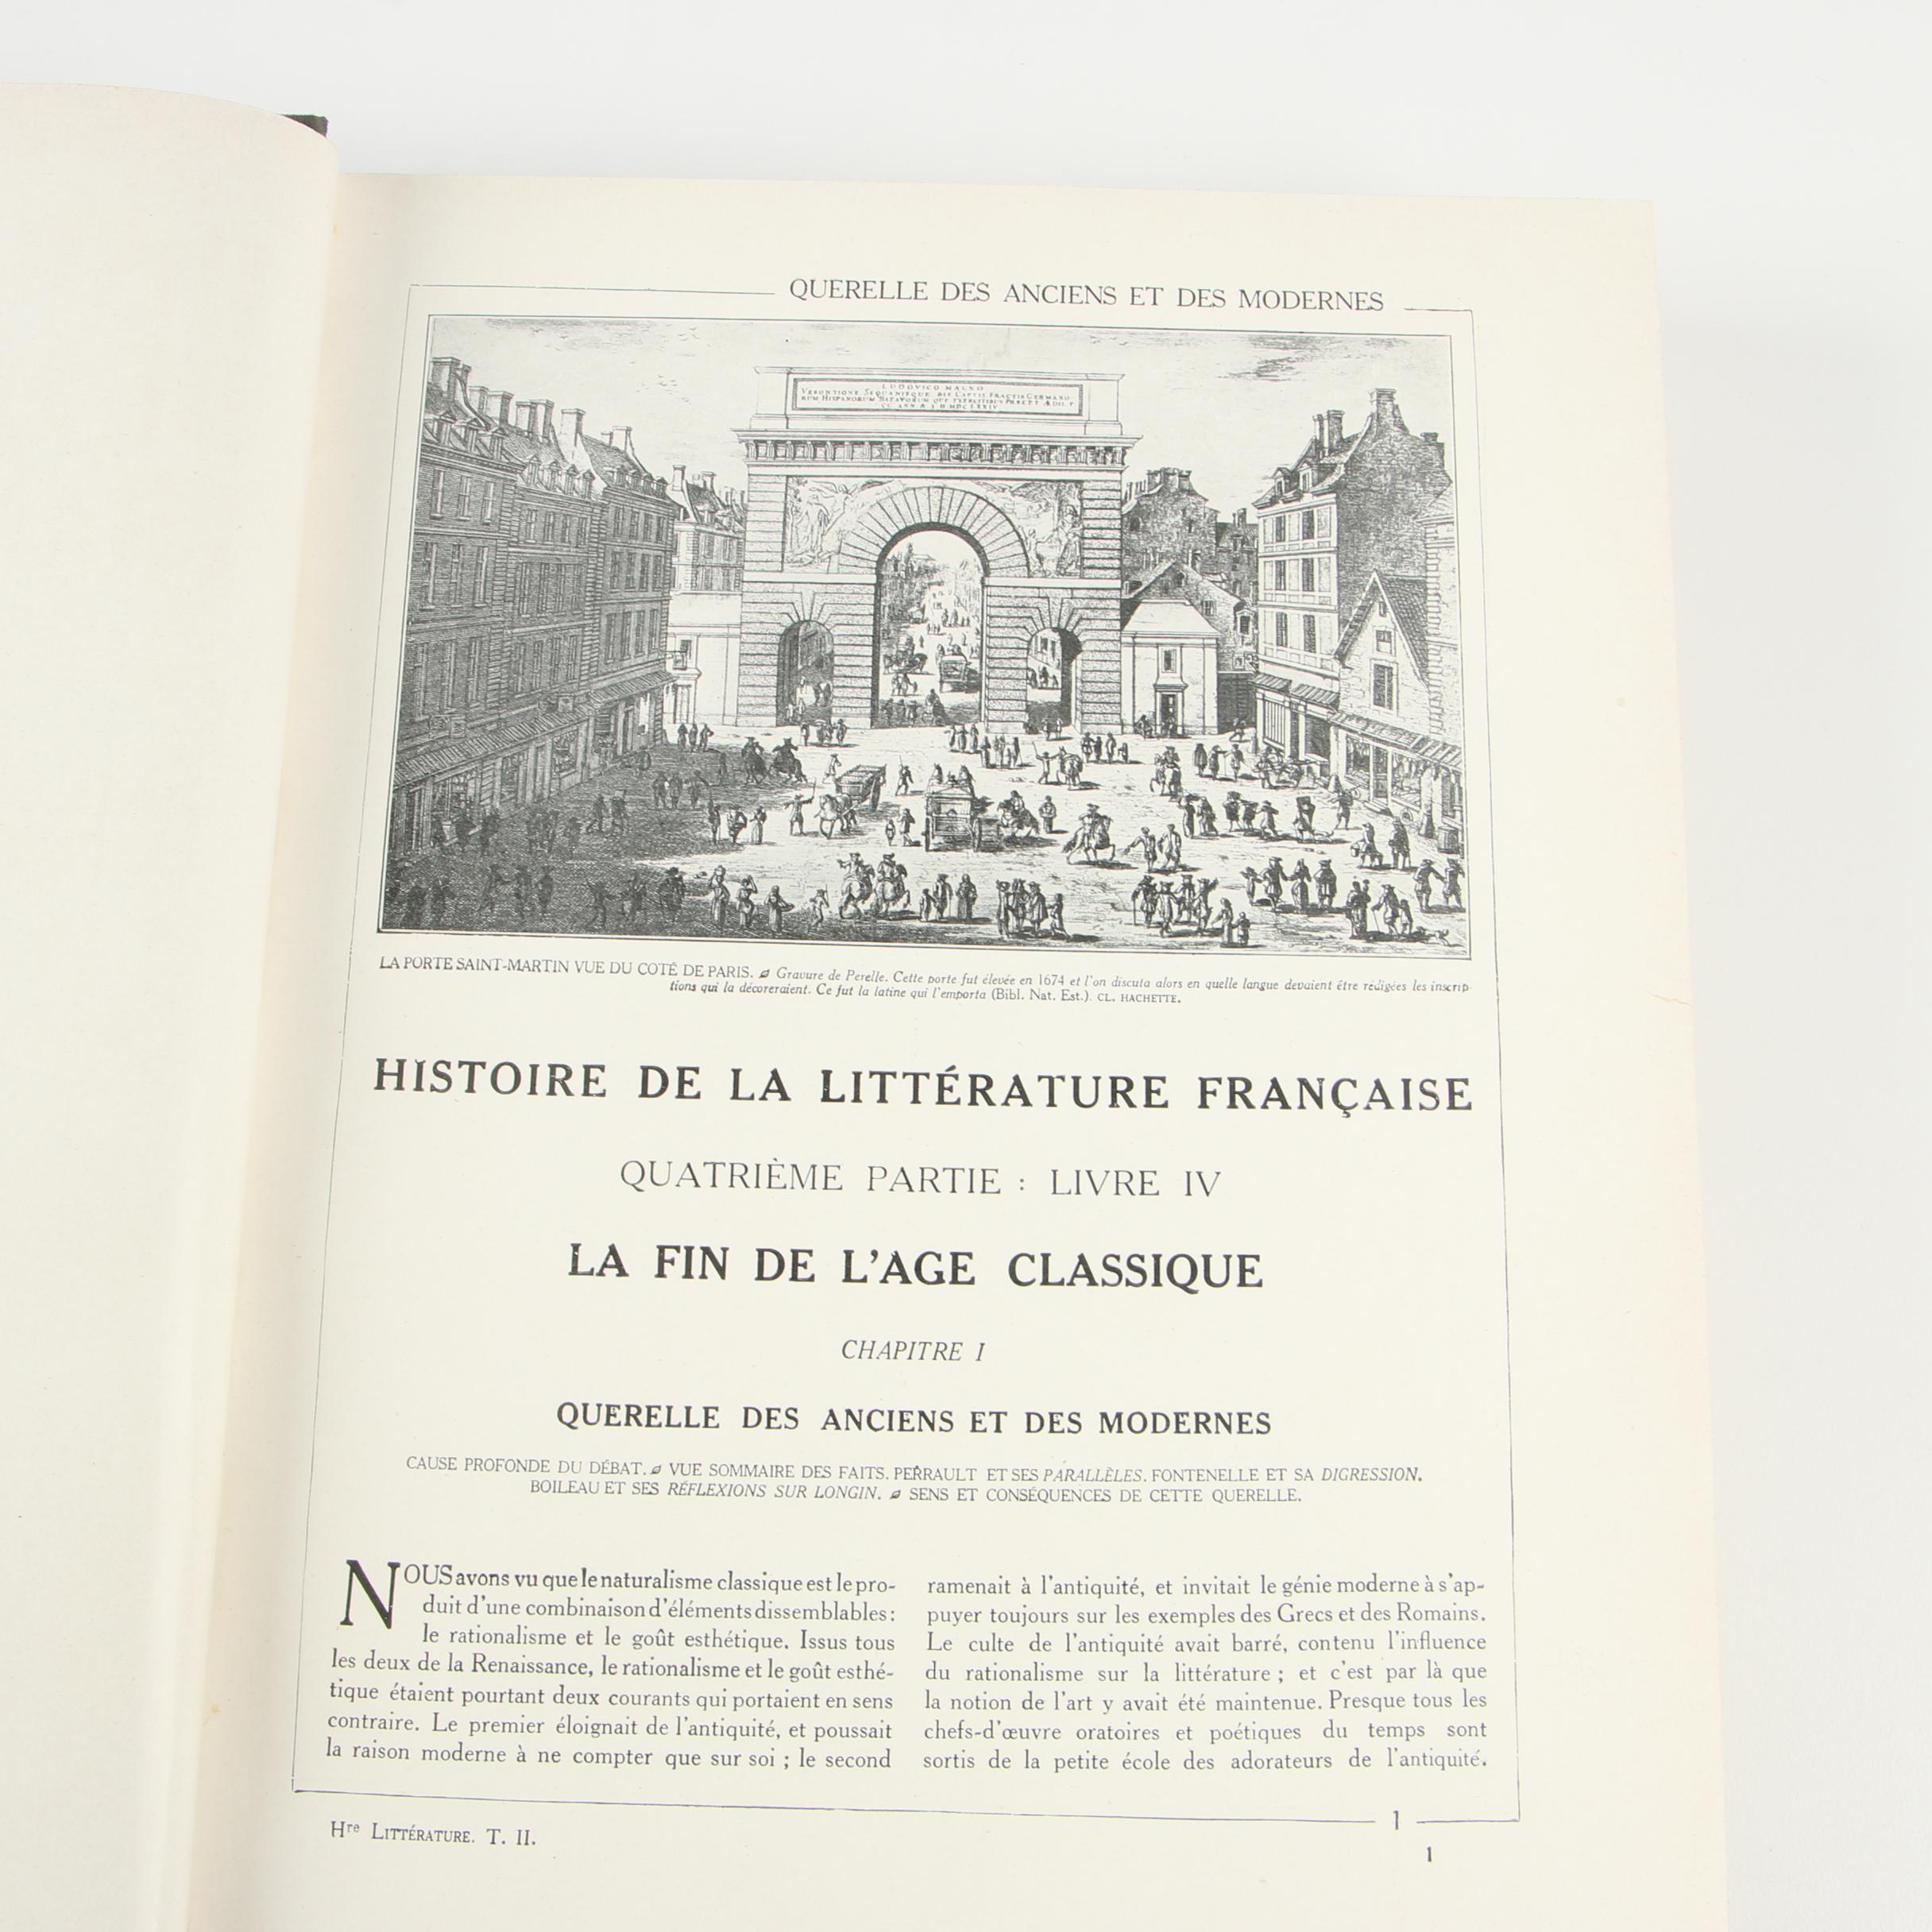 QUERELLE DES ANCIENS ET DES MODERNES
LUDOVICO MAGNO
LA PORTE SAINT-MARTIN VUE DU COTÉ DE PARIS. Gravure de Perelle. Cette porte fut élevée en 1674 et l'on discuta alors en quelle langue devaient être rédigées les inscrip-
tions qui la décoreraient. Ce fut la latine qui l'emporta (Bibl. Nat. Est.). CL. HACHETTE.
HISTOIRE DE LA LITTÉRATURE FRANÇAISE
QUATRIÈME PARTIE : LIVRE IV
LA FIN DE L'AGE CLASSIQUE
CHAPITRE I
QUERELLE DES ANCIENS ET DES MODERNES
CAUSE PROFONDE DU DÉBAT. VUE SOMMAIRE DES FAITS. PERRAULT ET SES PARALLÈLES. FONTENELLE ET SA DIGRESSION.
BOILEAU ET SES RÉFLEXIONS SUR LONGIN. SENS ET CONSÉQUENCES DE CETTE QUERELLE.
NOUS avons vu que le naturalisme classique est le pro-
duit d'une combinaison d'éléments dissemblables :
le rationalisme et le goût esthétique. Issus tous
les deux de la Renaissance, le rationalisme et le goût esthé-
tique étaient pourtant deux courants qui portaient en sens
contraire. Le premier éloignait de l'antiquité, et poussait
la raison moderne à ne compter que sur soi ; le second
ramenait à l'antiquité, et invitait le génie moderne à s'ap-
puyer toujours sur les exemples des Grecs et des Romains.
Le culte de l'antiquité avait barré, contenu l'influence
du rationalisme sur la littérature ; et c'est par là que
la notion de l'art y avait été maintenue. Presque tous les
chefs-d'œuvre oratoires et poétiques du temps sont
sortis de la petite école des adorateurs de l'antiquité.
1
Hre LITTÉRATURE. T. II.
1